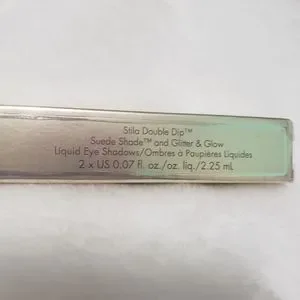 Stila Double Dip™
Suede Shade™ and Glitter & Glow
Liquid Eye Shadows/Ombres à Paupières Liquides
2 x US 0.07 fl. oz./oz. liq./2.25 mL